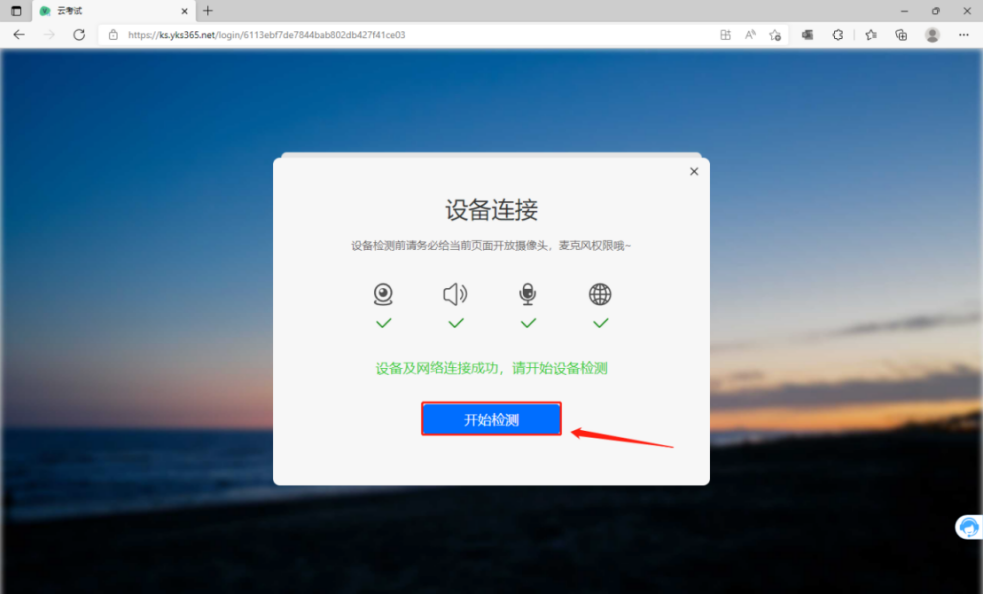 云考试
https://ks.yks365.net/login/6113ebf7de7844bab802db427f41ce03
设备连接
设备检测前请务必给当前页面开放摄像头，麦克风权限哦~
设备及网络连接成功，请开始设备检测
开始检测